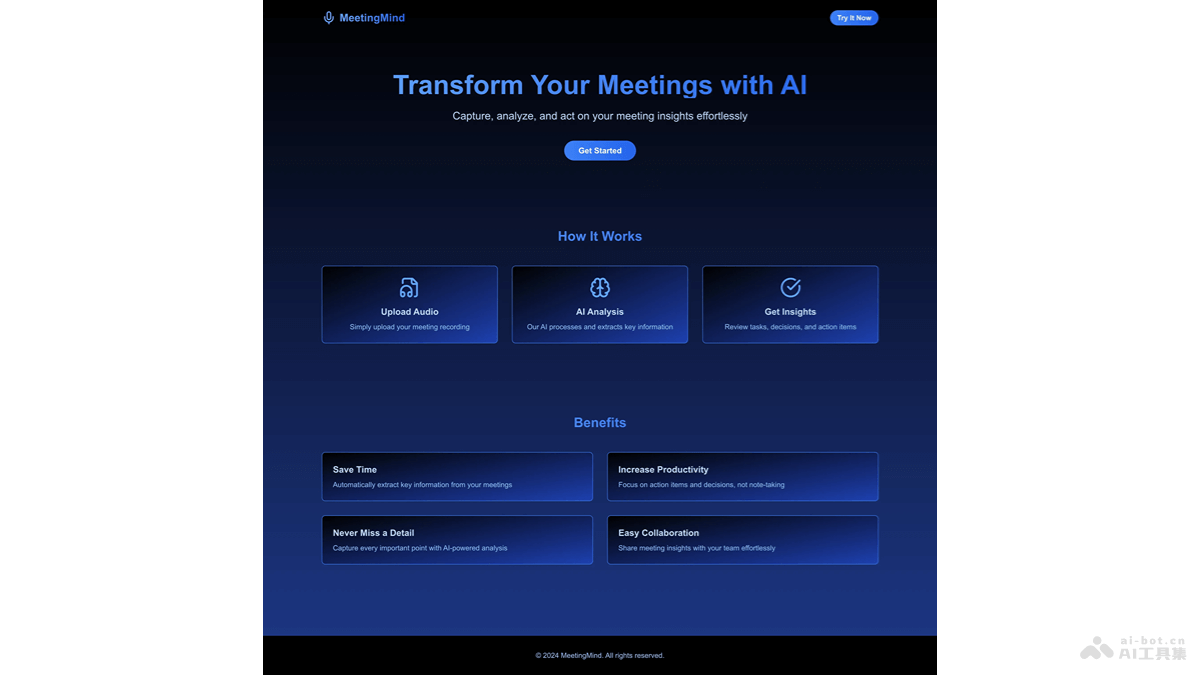 MeetingMind
Try It Now
Transform Your Meetings with AI
Capture, analyze, and act on your meeting insights effortlessly
Get Started
How It Works
Upload Audio
Simply upload your meeting recording
AI Analysis
Our AI processes and extracts key information
Get Insights
Review tasks, decisions, and action items
Benefits
Save Time
Automatically extract key information from your meetings
Increase Productivity
Focus on action items and decisions, not note-taking
Never Miss a Detail
Capture every important point with AI-powered analysis
Easy Collaboration
Share meeting insights with your team effortlessly
© 2024 MeetingMind. All rights reserved.
ai-bot.cn
AI工具集